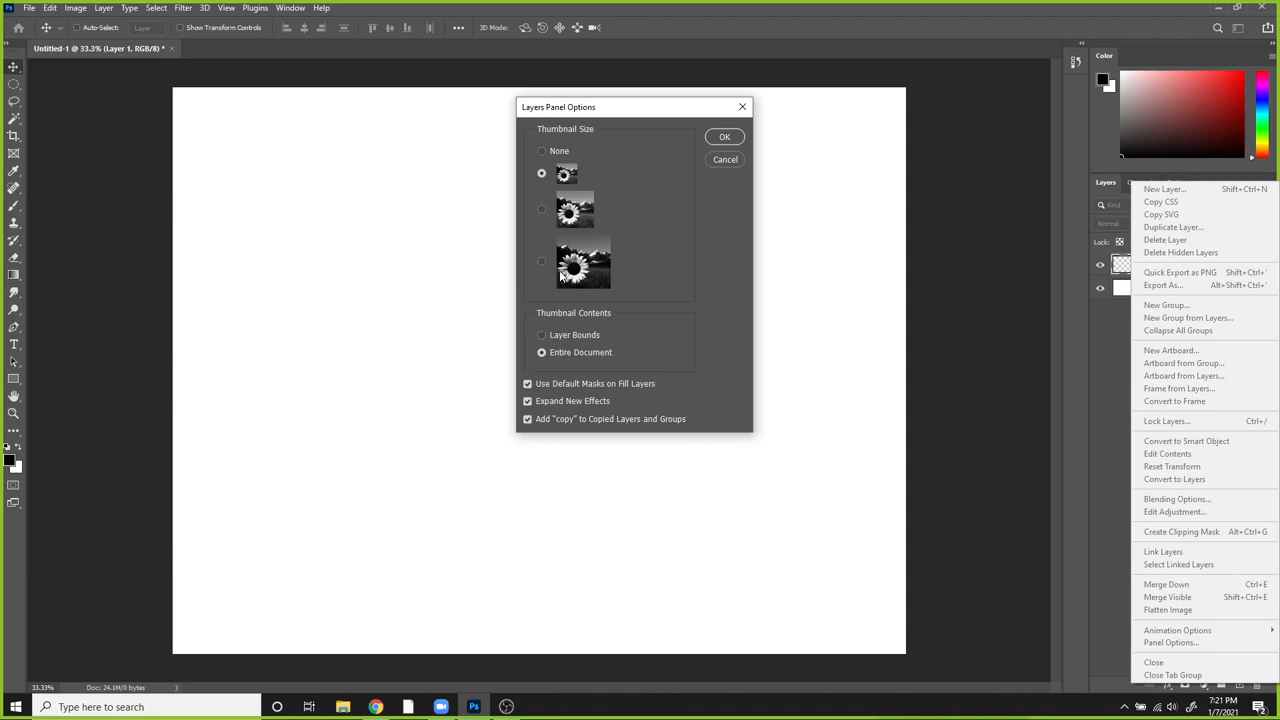 Ps File Edit Image Layer Type Select Filter 3D View Plugins Window Help
Auto-Select: Layer Show Transform Controls 3D Mode:
Untitled-1 @ 33.3% (Layer 1, RGB/8) *
Color
Layers Panel Options
Thumbnail Size
OK
None
Cancel
Thumbnail Contents
Layer Bounds
Entire Document
Use Default Masks on Fill Layers
Expand New Effects
Add "copy" to Copied Layers and Groups
Layers
Kind
Normal
Lock:
New Layer... Shift+Ctrl+N
Copy CSS
Copy SVG
Duplicate Layer...
Delete Layer
Delete Hidden Layers
Quick Export as PNG Shift+Ctrl+'
Export As... Alt+Shift+Ctrl+'
New Group...
New Group from Layers...
Collapse All Groups
New Artboard...
Artboard from Group...
Artboard from Layers...
Frame from Layers...
Convert to Frame
Lock Layers... Ctrl+/
Convert to Smart Object
Edit Contents
Reset Transform
Convert to Layers
Blending Options...
Edit Adjustment...
Create Clipping Mask Alt+Ctrl+G
Link Layers
Select Linked Layers
Merge Down Ctrl+E
Merge Visible Shift+Ctrl+E
Flatten Image
Animation Options
Panel Options...
Close
Close Tab Group
33.33% Doc: 24.1M/0 bytes
Type here to search
Ps
7:21 PM
1/7/2021
2